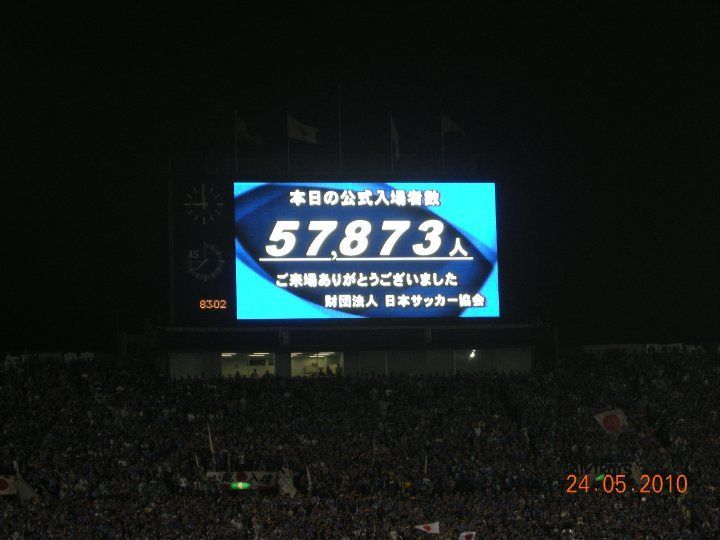 本日の公式入場者数
57,873人
ご来場ありがとうございました
財団法人 日本サッカー協会
45
8302
24.05.2010